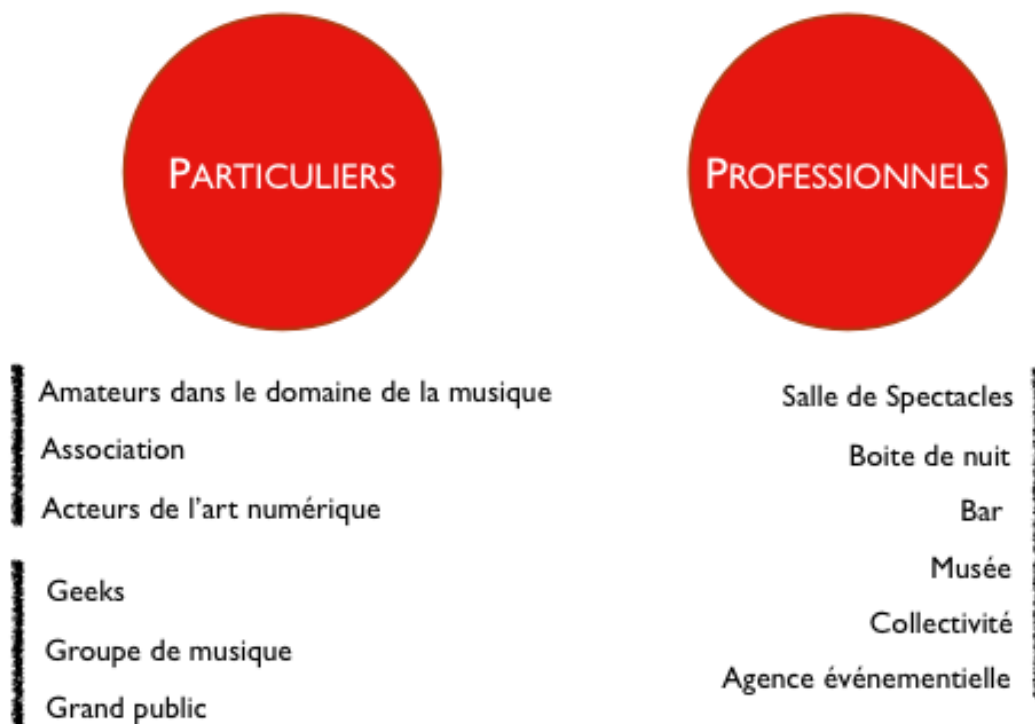 PARTICULIERS
Amateurs dans le domaine de la musique
Association
Acteurs de l'art numérique
Geeks
Groupe de musique
Grand public
PROFESSIONNELS
Salle de Spectacles
Boite de nuit
Bar
Musée
Collectivité
Agence événementielle